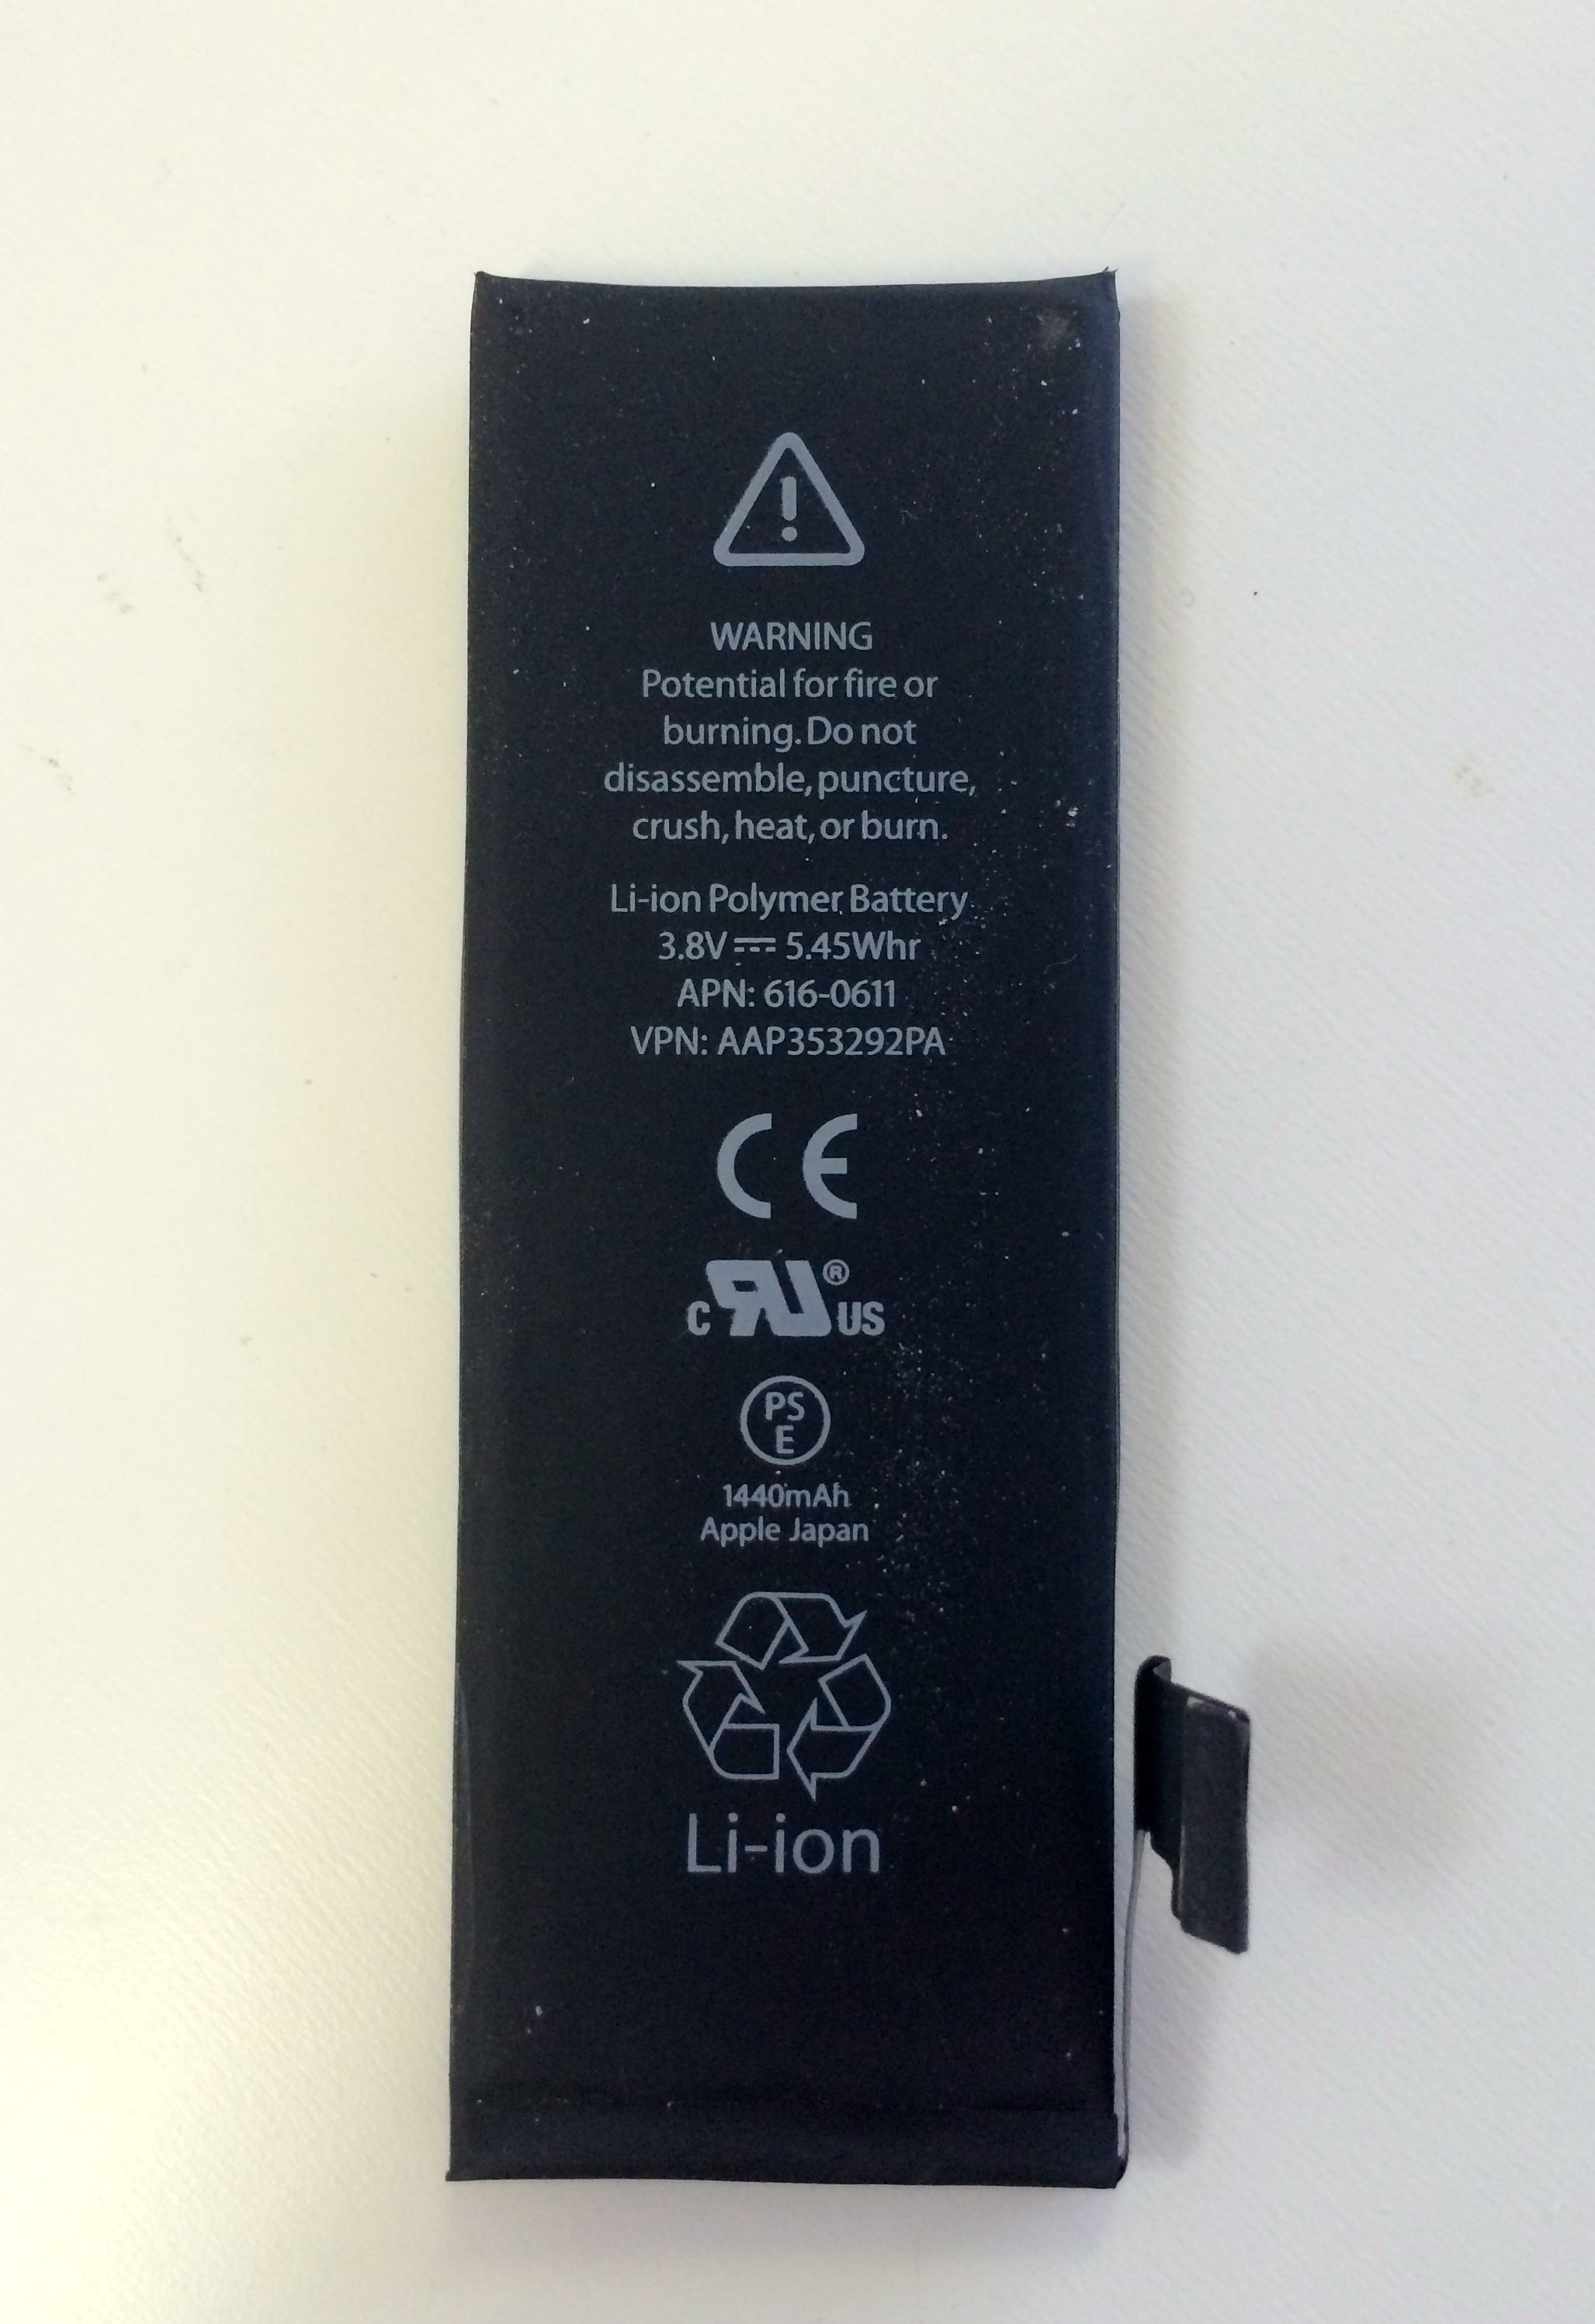 WARNING
Potential for fire or
burning. Do not
disassemble, puncture,
crush, heat, or burn.
Li-ion Polymer Battery
3.8V⎓5.45Whr
APN: 616-0611
VPN: AAP353292PA
CE
c RU® US
PS
E
1440mAh
Apple Japan
Li-ion